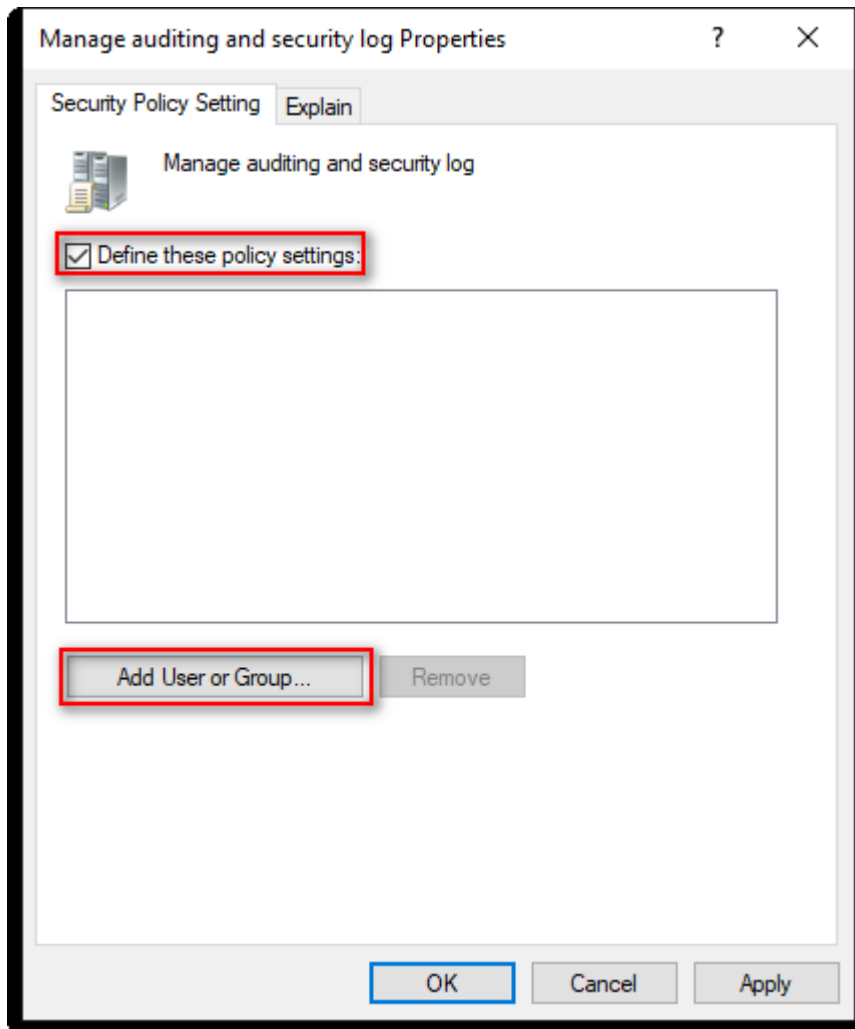 Manage auditing and security log Properties ?
Security Policy Setting Explain
Manage auditing and security log
Define these policy settings:
Add User or Group... Remove
OK Cancel Apply